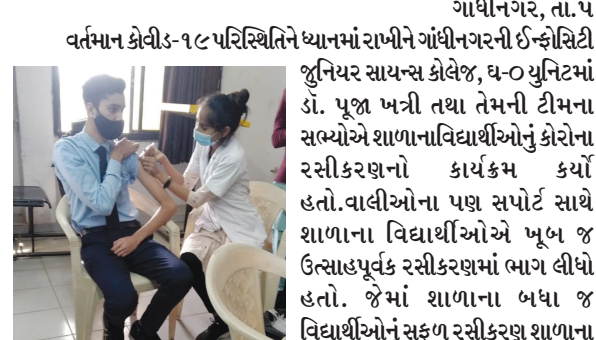 ગાંધીનગર, તા.૫
વર્તમાન કોવીડ-૧૯ પરિસ્થિતિને ધ્યાનમાં રાખીને ગાંધીનગરની ઈન્ફોસિટી
જુનિયર સાયન્સ કોલેજ, ઘ-૦ યુનિટમાં
ડૉ. પૂજા ખત્રી તથા તેમની ટીમના
સભ્યોએ શાળાનાવિદ્યાર્થીઓનું કોરોના
રસીકરણનો કાર્યક્રમ કર્યો
હતો.વાલીઓના પણ સપોર્ટ સાથે
શાળાના વિદ્યાર્થીઓએ ખૂબ જ
ઉત્સાહપૂર્વક રસીકરણમાં ભાગ લીધો
હતો. જેમાં શાળાના બધા જ
વિદ્યાર્થીઓનું સફળ રસીકરણ શાળાના